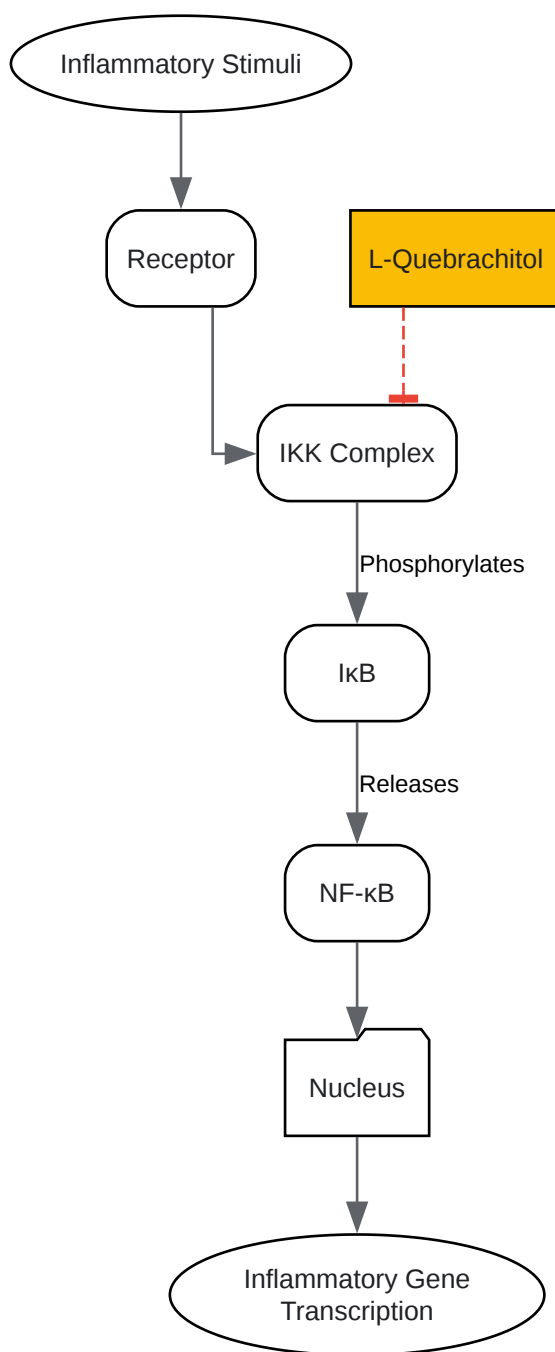 Inflammatory Stimuli
Receptor
L-Quebrachitol
IKK Complex
Phosphorylates
IκB
Releases
NF-κB
Nucleus
Inflammatory Gene
Transcription